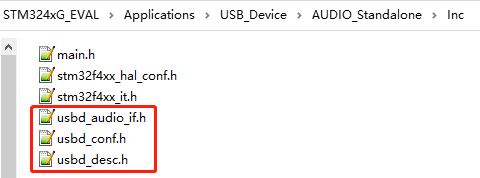 STM324xG_EVAL > Applications > USB_Device > AUDIO_Standalone > Inc
main.h
stm32f4xx_hal_conf.h
stm32f4xx_it.h
usbd_audio_if.h
usbd_conf.h
usbd_desc.h